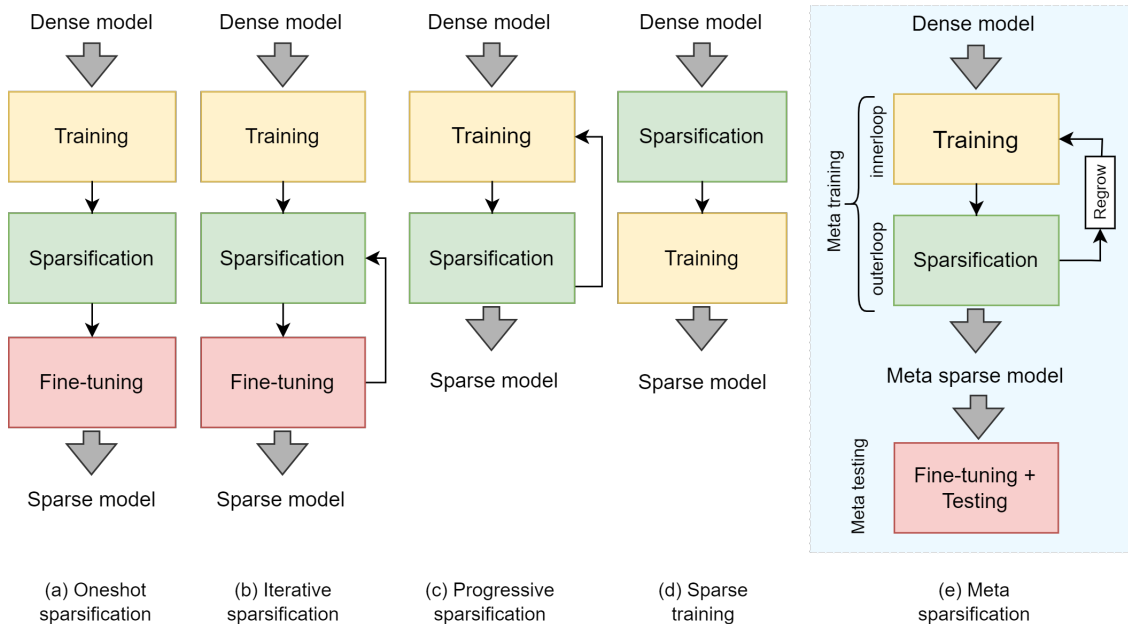 Dense model
Training
Sparsification
Fine-tuning
Sparse model
(a) Oneshot
sparsification
Dense model
Training
Sparsification
Fine-tuning
Sparse model
(b) Iterative
sparsification
Dense model
Training
Sparsification
Sparse model
(c) Progressive
sparsification
Dense model
Sparsification
Training
Sparse model
(d) Sparse
training
Dense model
Meta training
innerloop
Training
Regrow
outerloop
Sparsification
Meta sparse model
Meta testing
Fine-tuning +
Testing
(e) Meta
sparsification